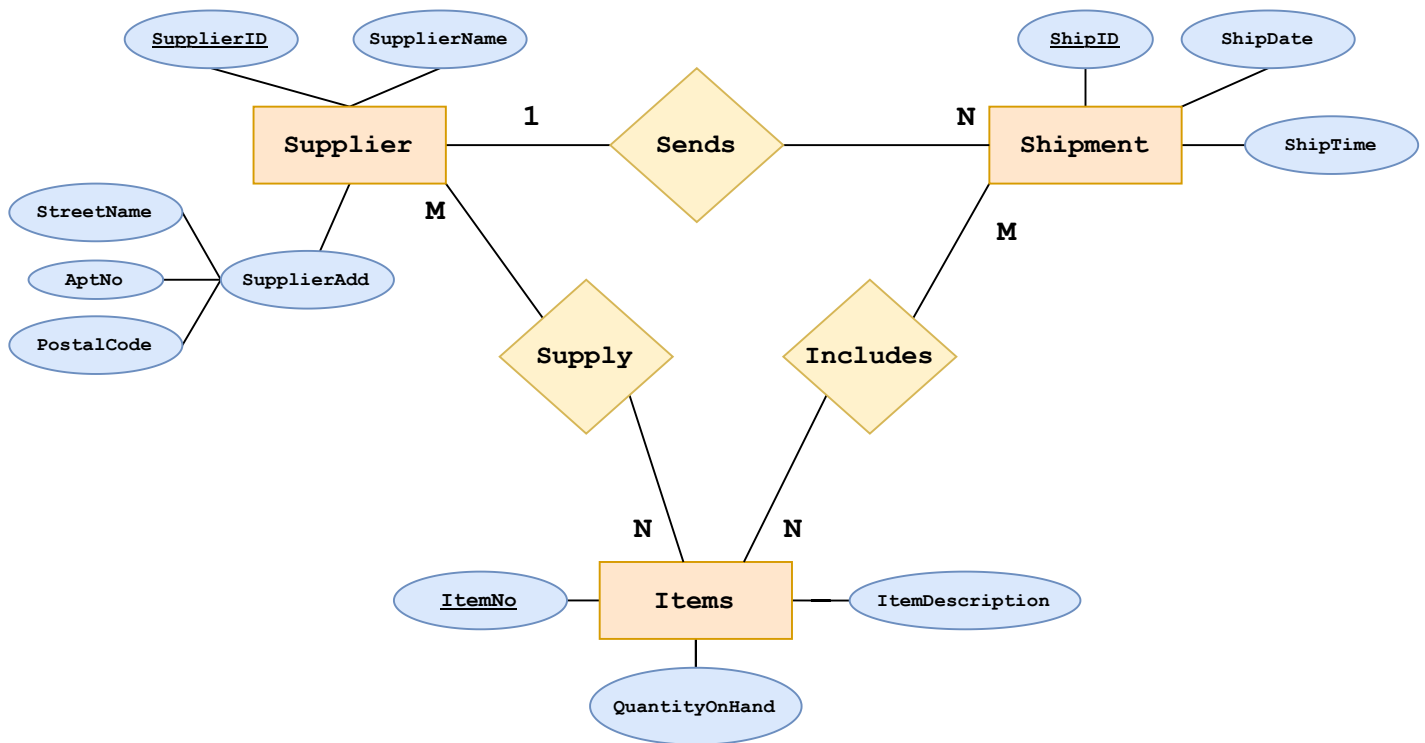 SupplierID
SupplierName
ShipID
ShipDate
1
N
Supplier
Sends
Shipment
ShipTime
StreetName
M
M
AptNo
SupplierAdd
PostalCode
Supply
Includes
N
N
ItemNo
Items
ItemDescription
QuantityOnHand